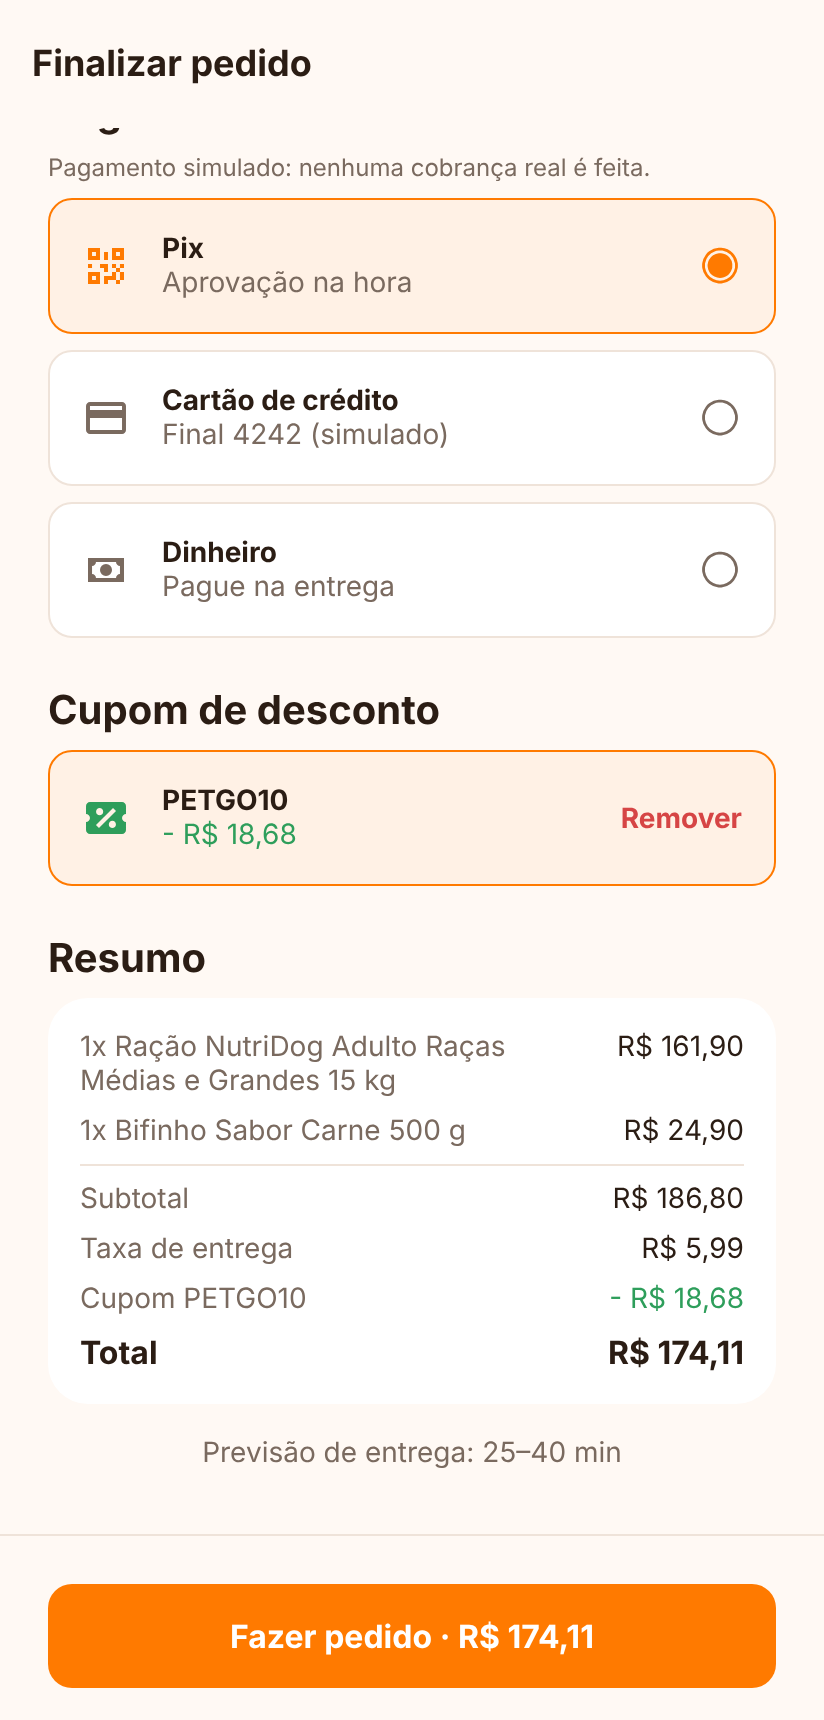 Finalizar pedido
Pagamento simulado: nenhuma cobrança real é feita.
Pix
Aprovação na hora
Cartão de crédito
Final 4242 (simulado)
Dinheiro
Pague na entrega
Cupom de desconto
PETGO10
- R$ 18,68
Remover
Resumo
1x Ração NutriDog Adulto Raças R$ 161,90
Médias e Grandes 15 kg
1x Bifinho Sabor Carne 500 g R$ 24,90
Subtotal R$ 186,80
Taxa de entrega R$ 5,99
Cupom PETGO10 - R$ 18,68
Total R$ 174,11
Previsão de entrega: 25–40 min
Fazer pedido · R$ 174,11